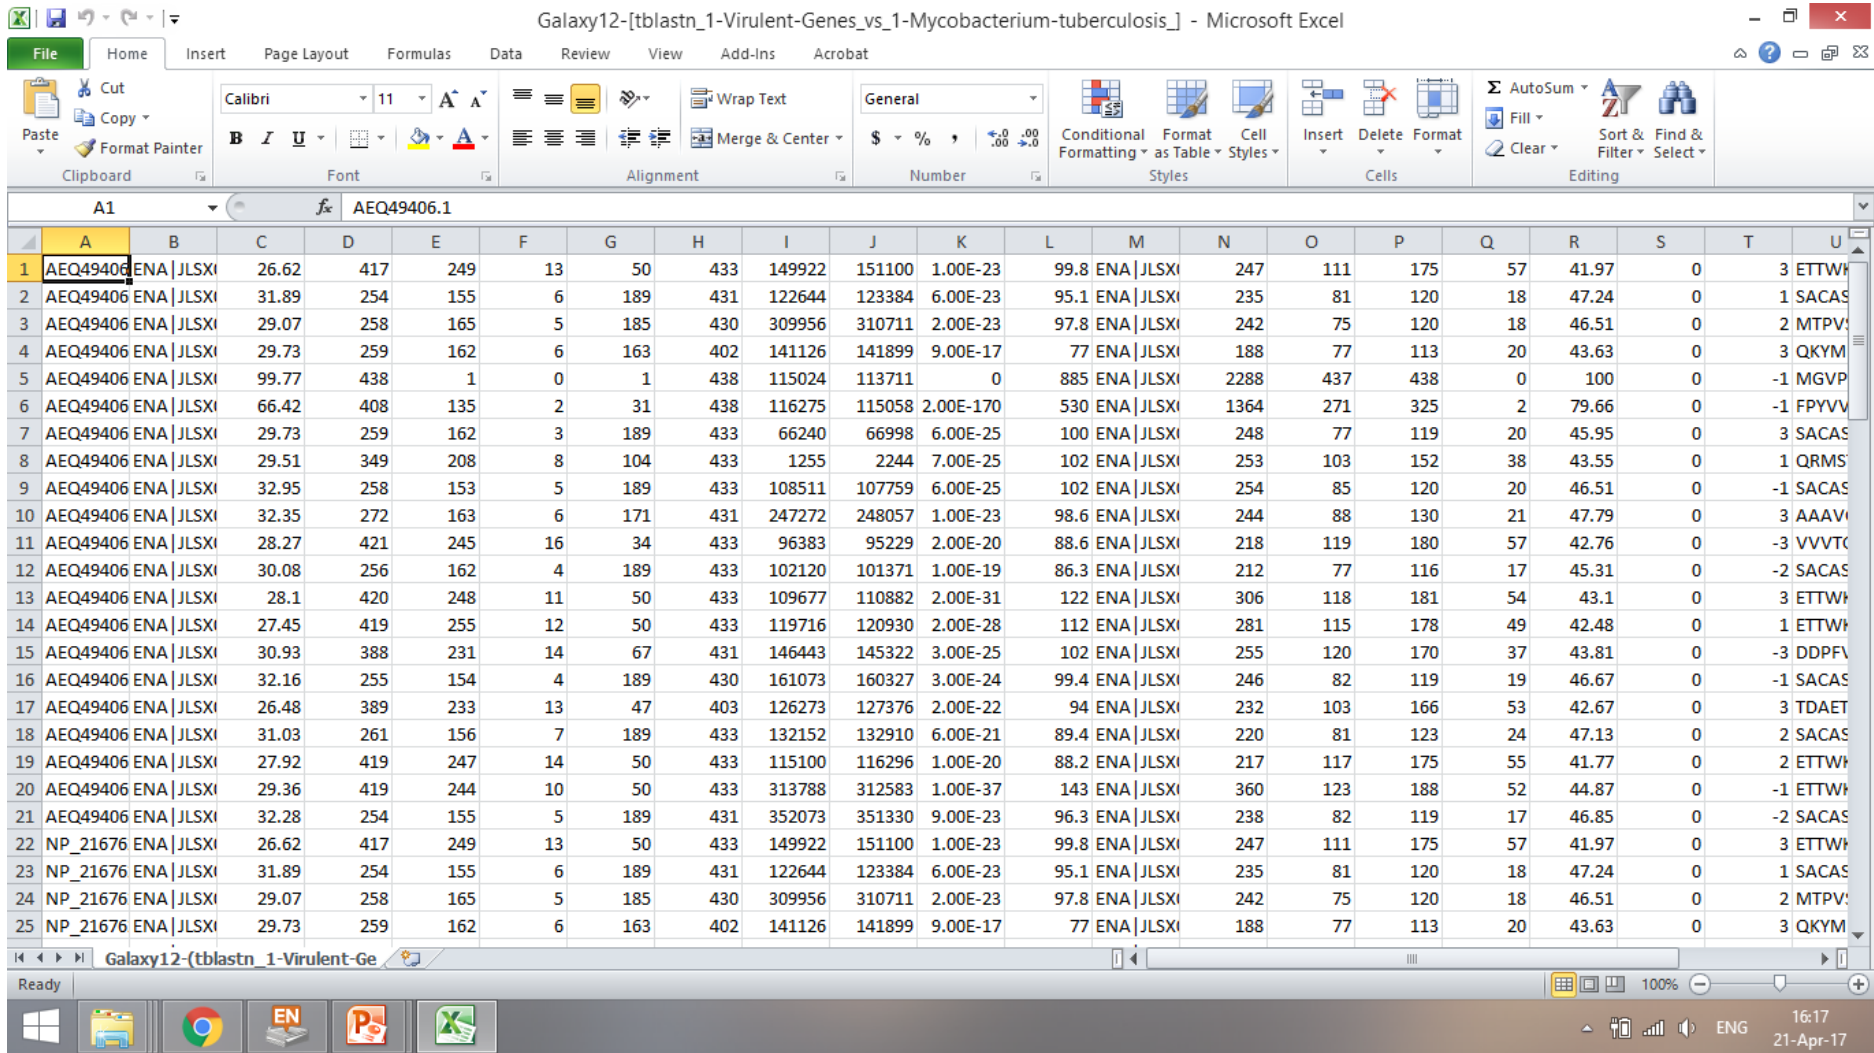 Galaxy12-[tblastn_1-Virulent-Genes_vs_1-Mycobacterium-tuberculosis_] - Microsoft Excel
File Home Insert Page Layout Formulas Data Review View Add-Ins Acrobat
Cut
Copy
Format Painter
Paste
Clipboard
Calibri 11
B I U
Font
Wrap Text
Merge & Center
Alignment
General
$ % ,
Number
Conditional Formatting
Format as Table
Cell Styles
Styles
Insert Delete Format
Cells
Σ AutoSum
Fill
Clear
Sort & Filter
Find & Select
Editing
A1 fx AEQ49406.1
A B C D E F G H I J K L M N O P Q R S T U
1 AEQ49406 ENA|JLSX 26.62 417 249 13 50 433 149922 151100 1.00E-23 99.8 ENA|JLSX 247 111 175 57 41.97 0 3 ETTWK
2 AEQ49406 ENA|JLSX 31.89 254 155 6 189 431 122644 123384 6.00E-23 95.1 ENA|JLSX 235 81 120 18 47.24 0 1 SACAS
3 AEQ49406 ENA|JLSX 29.07 258 165 5 185 430 309956 310711 2.00E-23 97.8 ENA|JLSX 242 75 120 18 46.51 0 2 MTPVS
4 AEQ49406 ENA|JLSX 29.73 259 162 6 163 402 141126 141899 9.00E-17 77 ENA|JLSX 188 77 113 20 43.63 0 3 QKYM
5 AEQ49406 ENA|JLSX 99.77 438 1 0 1 438 115024 113711 0 885 ENA|JLSX 2288 437 438 0 100 0 -1 MGVP
6 AEQ49406 ENA|JLSX 66.42 408 135 2 31 438 116275 115058 2.00E-170 530 ENA|JLSX 1364 271 325 2 79.66 0 -1 FPYVV
7 AEQ49406 ENA|JLSX 29.73 259 162 3 189 433 66240 66998 6.00E-25 100 ENA|JLSX 248 77 119 20 45.95 0 3 SACAS
8 AEQ49406 ENA|JLSX 29.51 349 208 8 104 433 1255 2244 7.00E-25 102 ENA|JLSX 253 103 152 38 43.55 0 1 QRMS
9 AEQ49406 ENA|JLSX 32.95 258 153 5 189 433 108511 107759 6.00E-25 102 ENA|JLSX 254 85 120 20 46.51 0 -1 SACAS
10 AEQ49406 ENA|JLSX 32.35 272 163 6 171 431 247272 248057 1.00E-23 98.6 ENA|JLSX 244 88 130 21 47.79 0 3 AAAV
11 AEQ49406 ENA|JLSX 28.27 421 245 16 34 433 96383 95229 2.00E-20 88.6 ENA|JLSX 218 119 180 57 42.76 0 -3 VVVT
12 AEQ49406 ENA|JLSX 30.08 256 162 4 189 433 102120 101371 1.00E-19 86.3 ENA|JLSX 212 77 116 17 45.31 0 -2 SACAS
13 AEQ49406 ENA|JLSX 28.1 420 248 11 50 433 109677 110882 2.00E-31 122 ENA|JLSX 306 118 181 54 43.1 0 3 ETTWK
14 AEQ49406 ENA|JLSX 27.45 419 255 12 50 433 119716 120930 2.00E-28 112 ENA|JLSX 281 115 178 49 42.48 0 1 ETTWK
15 AEQ49406 ENA|JLSX 30.93 388 231 14 67 431 146443 145322 3.00E-25 102 ENA|JLSX 255 120 170 37 43.81 0 -3 DDPFV
16 AEQ49406 ENA|JLSX 32.16 255 154 4 189 430 161073 160327 3.00E-24 99.4 ENA|JLSX 246 82 119 19 46.67 0 -1 SACAS
17 AEQ49406 ENA|JLSX 26.48 389 233 13 47 403 126273 127376 2.00E-22 94 ENA|JLSX 232 103 166 53 42.67 0 3 TDAET
18 AEQ49406 ENA|JLSX 31.03 261 156 7 189 433 132152 132910 6.00E-21 89.4 ENA|JLSX 220 81 123 24 47.13 0 2 SACAS
19 AEQ49406 ENA|JLSX 27.92 419 247 14 50 433 115100 116296 1.00E-20 88.2 ENA|JLSX 217 117 175 55 41.77 0 2 ETTWK
20 AEQ49406 ENA|JLSX 29.36 419 244 10 50 433 313788 312583 1.00E-37 143 ENA|JLSX 360 123 188 52 44.87 0 -1 ETTWK
21 AEQ49406 ENA|JLSX 32.28 254 155 5 189 431 352073 351330 9.00E-23 96.3 ENA|JLSX 238 82 119 17 46.85 0 -2 SACAS
22 NP_21676 ENA|JLSX 26.62 417 249 13 50 433 149922 151100 1.00E-23 99.8 ENA|JLSX 247 111 175 57 41.97 0 3 ETTWK
23 NP_21676 ENA|JLSX 31.89 254 155 6 189 431 122644 123384 6.00E-23 95.1 ENA|JLSX 235 81 120 18 47.24 0 1 SACAS
24 NP_21676 ENA|JLSX 29.07 258 165 5 185 430 309956 310711 2.00E-23 97.8 ENA|JLSX 242 75 120 18 46.51 0 2 MTPVS
25 NP_21676 ENA|JLSX 29.73 259 162 6 163 402 141126 141899 9.00E-17 77 ENA|JLSX 188 77 113 20 43.63 0 3 QKYM
Galaxy12-(tblastn_1-Virulent-Ge
Ready 100%
EN
ENG
16:17
21-Apr-17